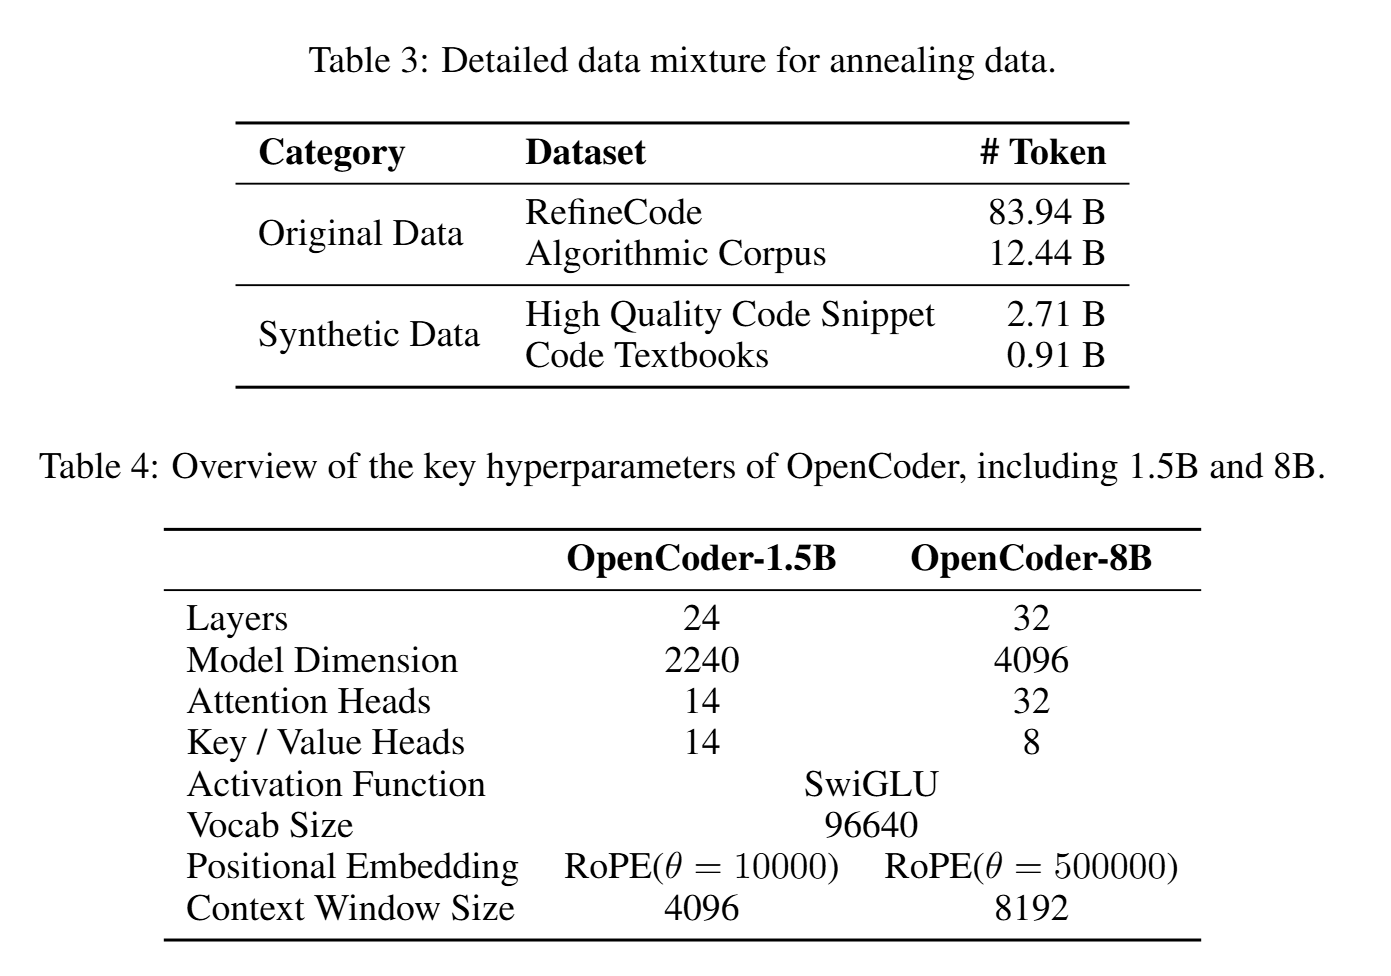 Table 3: Detailed data mixture for annealing data.
Category Dataset # Token
Original Data
RefineCode 83.94 B
Algorithmic Corpus 12.44 B
Synthetic Data
High Quality Code Snippet 2.71 B
Code Textbooks 0.91 B
Table 4: Overview of the key hyperparameters of OpenCoder, including 1.5B and 8B.
OpenCoder-1.5B OpenCoder-8B
Layers 24 32
Model Dimension 2240 4096
Attention Heads 14 32
Key / Value Heads 14 8
Activation Function SwiGLU
Vocab Size 96640
Positional Embedding RoPE(θ = 10000) RoPE(θ = 500000)
Context Window Size 4096 8192